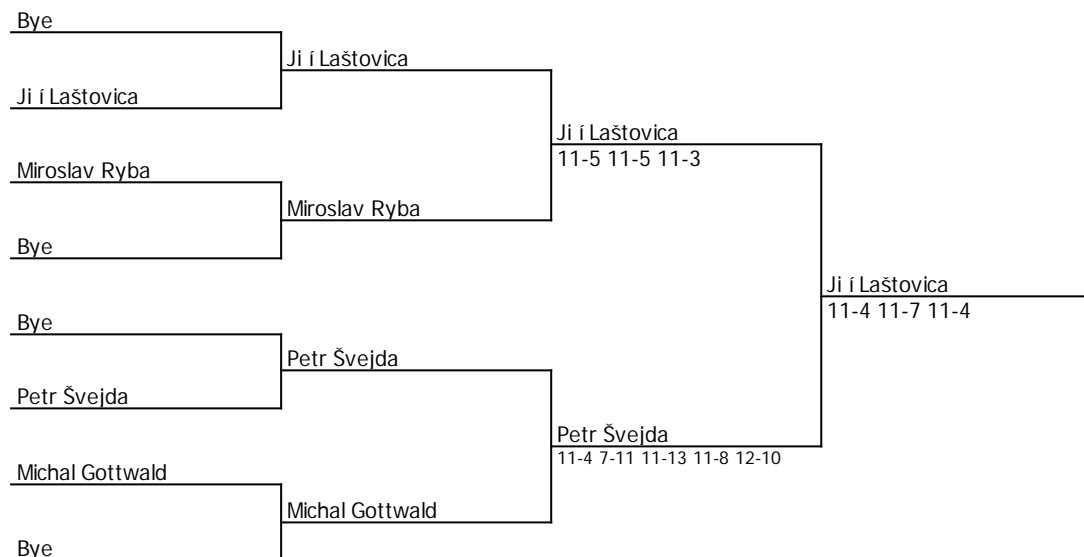 Bye
Ji í Laštovica
Ji í Laštovica
Ji í Laštovica
11-5 11-5 11-3
Miroslav Ryba
Miroslav Ryba
Bye
Ji í Laštovica
11-4 11-7 11-4
Bye
Petr Švejda
Petr Švejda
Petr Švejda
11-4 7-11 11-13 11-8 12-10
Michal Gottwald
Michal Gottwald
Bye